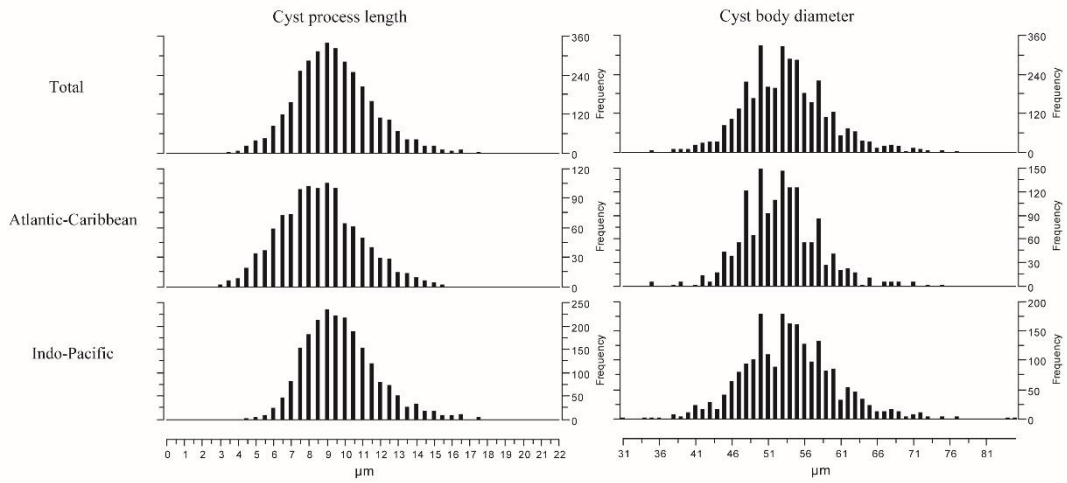 Cyst process length
Cyst body diameter
Total
360
240
120
0
Frequency
360
240
120
0
Frequency
Atlantic-Caribbean
120
90
60
30
0
Frequency
150
120
90
60
30
0
Frequency
Indo-Pacific
250
200
150
100
50
0
Frequency
200
150
100
50
0
Frequency
0 1 2 3 4 5 6 7 8 9 10 11 12 13 14 15 16 17 18 19 20 21 22
µm
31 36 41 46 51 56 61 66 71 76 81
µm